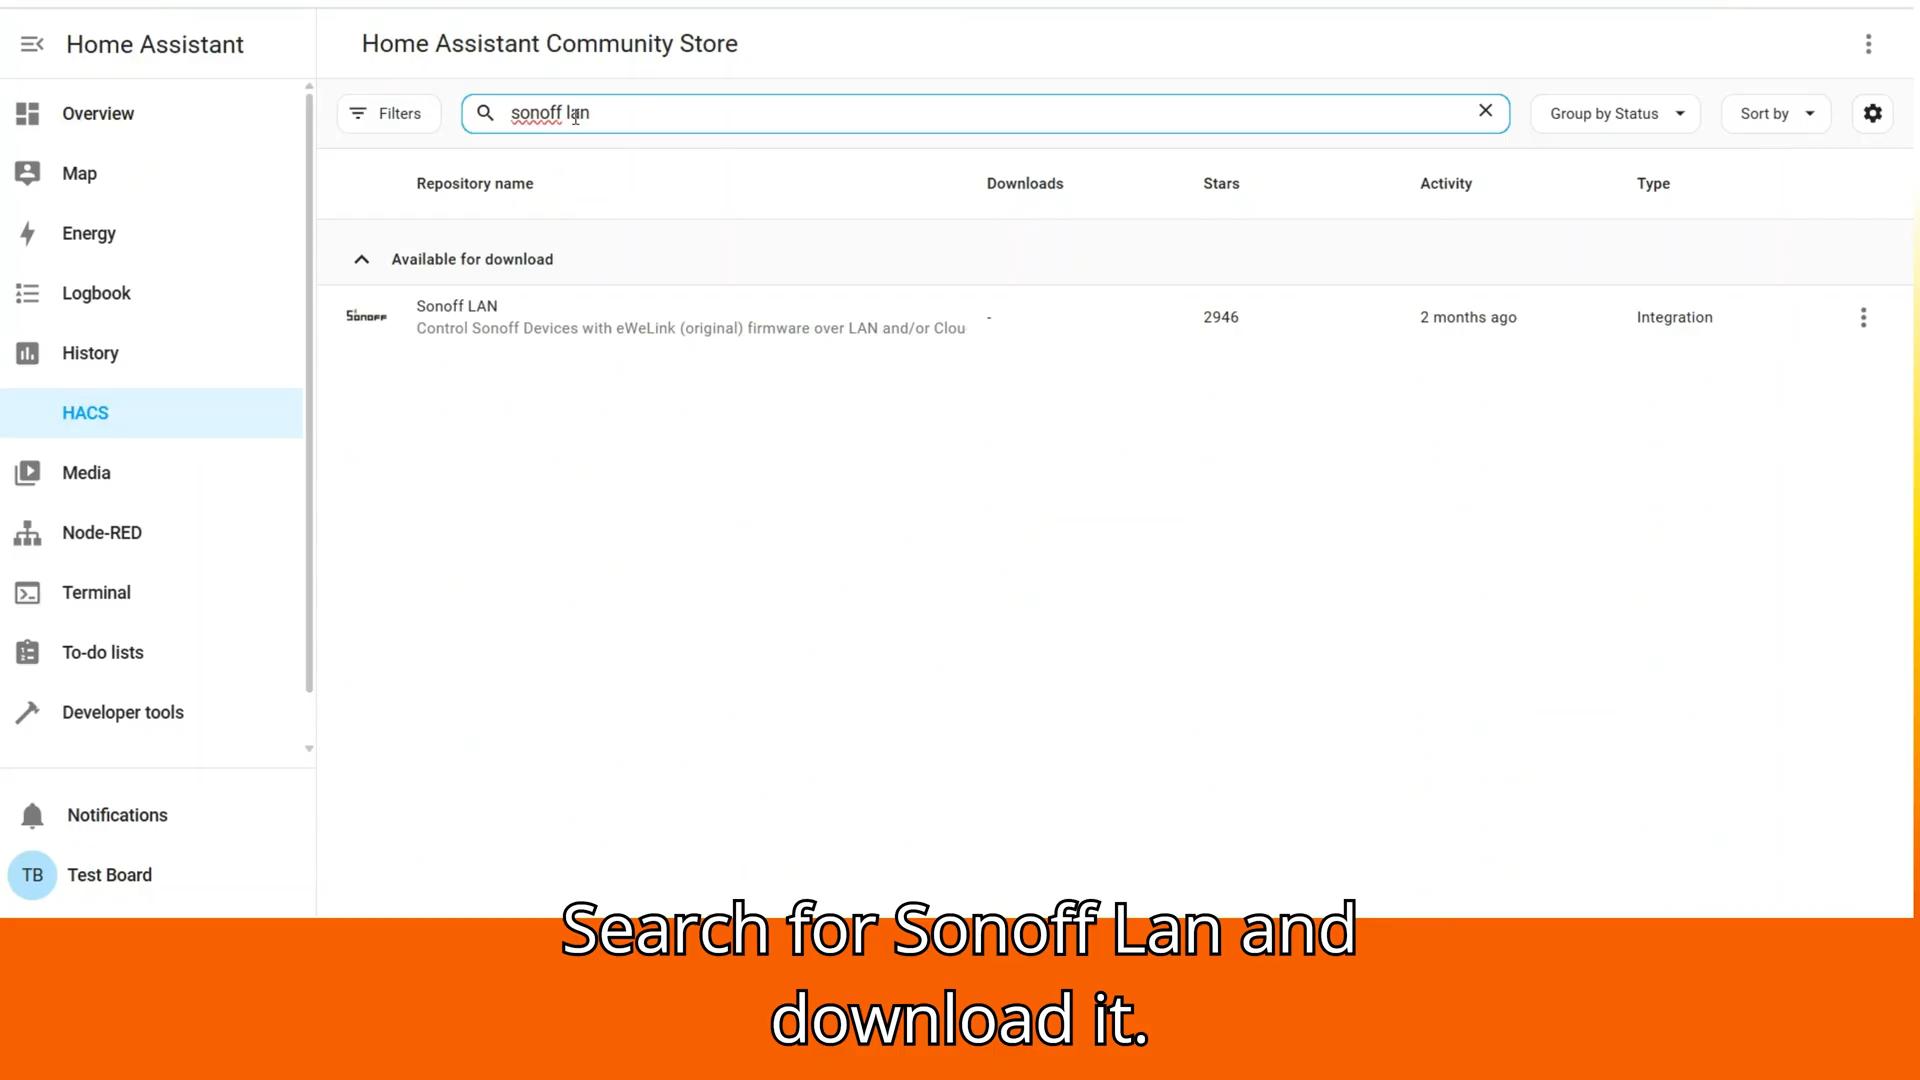 Home Assistant
Home Assistant Community Store
Overview
Map
Energy
Logbook
History
HACS
Media
Node-RED
Terminal
To-do lists
Developer tools
Notifications
TB Test Board
Filters
sonoff lan
Group by Status
Sort by
Repository name Downloads Stars Activity Type
Available for download
SONOFF
Sonoff LAN
Control Sonoff Devices with eWeLink (original) firmware over LAN and/or Clou
- 2946 2 months ago Integration
Search for Sonoff Lan and
download it.